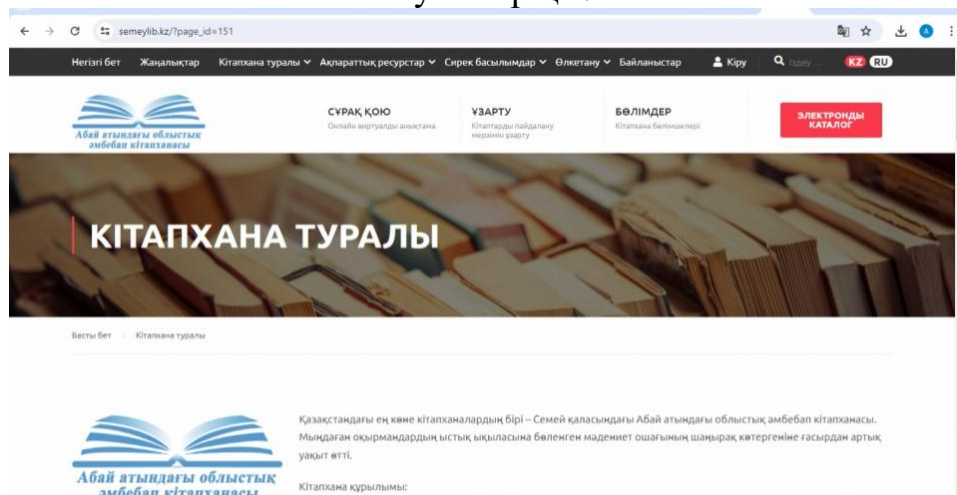 semeylib.kz/?page_id=151
Негізгі бет Жаңалықтар Кітапхана туралы Ақпараттық ресурстар Сирек басылымдар Өлкетану Байланыстар Кіру Іздеу ... KZ RU
Абай атындағы облыстық
әмбебап кітапханасы
СҰРАҚ ҚОЮ
Онлайн виртуалды анықтама
ҰЗАРТУ
Кітаптарды пайдалану
мерзімін ұзарту
БӨЛІМДЕР
Кітапхана бөлімшелері
ЭЛЕКТРОНДЫ
КАТАЛОГ
КІТАПХАНА ТУРАЛЫ
Басты бет Кітапхана туралы
Қазақстандағы ең көне кітапханалардың бірі – Семей қаласындағы Абай атындағы облыстық әмбебап кітапханасы.
Мыңдаған оқырмандардың ыстық ықыласына бөленген мәдениет ошағының шаңырақ көтергеніне ғасырдан артық
уақыт өтті.
Абай атындағы облыстық
әмбебап кітапханасы
Кітапхана құрылымы: